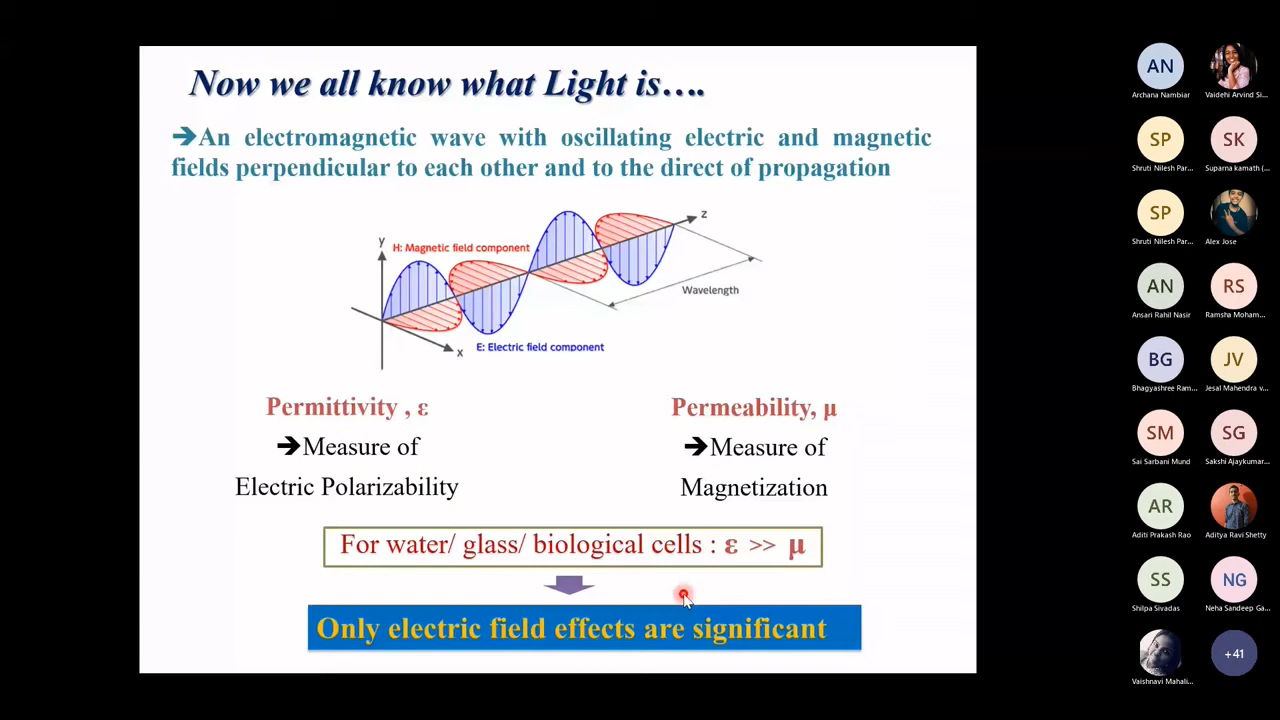 Now we all know what Light is….
➔An electromagnetic wave with oscillating electric and magnetic
fields perpendicular to each other and to the direct of propagation
z
y
H: Magnetic field component
Wavelength
x
E: Electric field component
Permittivity , ε
➔Measure of
Electric Polarizability
Permeability, μ
➔Measure of
Magnetization
For water/ glass/ biological cells : ε >> μ
Only electric field effects are significant
AN
Archana Nambiar
Vaidehi Arvind Si...
SP
Shruti Nilesh Par...
SK
Suparna kamath (...
SP
Shruti Nilesh Par...
Alex Jose
AN
Ansari Rahil Nasir
RS
Ramsha Moham...
BG
Bhagyashree Ram...
JV
Jesal Mahendra v...
SM
Sai Sarbani Mund
SG
Sakshi Ajaykumar...
AR
Aditi Prakash Rao
Aditya Ravi Shetty
SS
Shilpa Sivadas
NG
Neha Sandeep Ga...
Vaishnavi Mahali...
+41